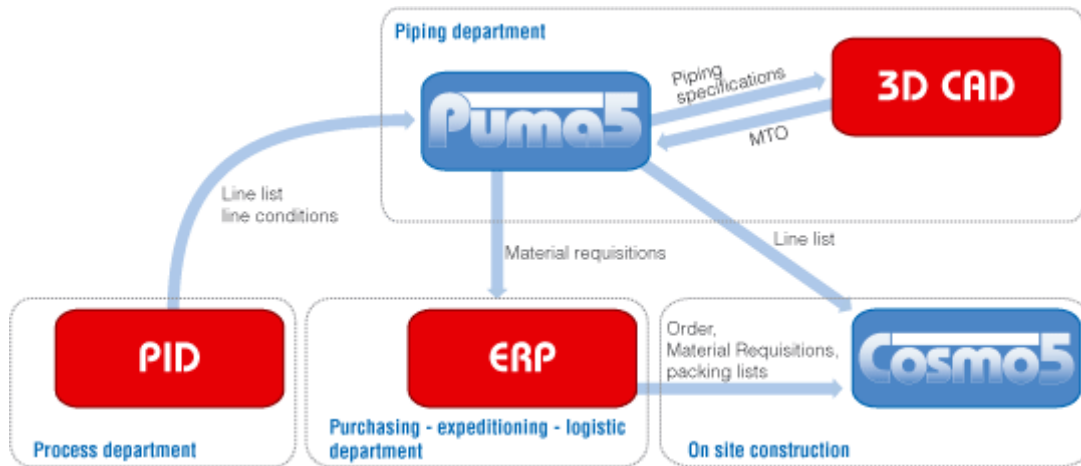 Piping department
Puma5
Piping
specifications
3D CAD
MTO
Line list
line conditions
Material requisitions
Line list
PID
ERP
Order,
Material Requisitions,
packing lists
Cosmo5
Process department
Purchasing - expeditioning - logistic
department
On site construction